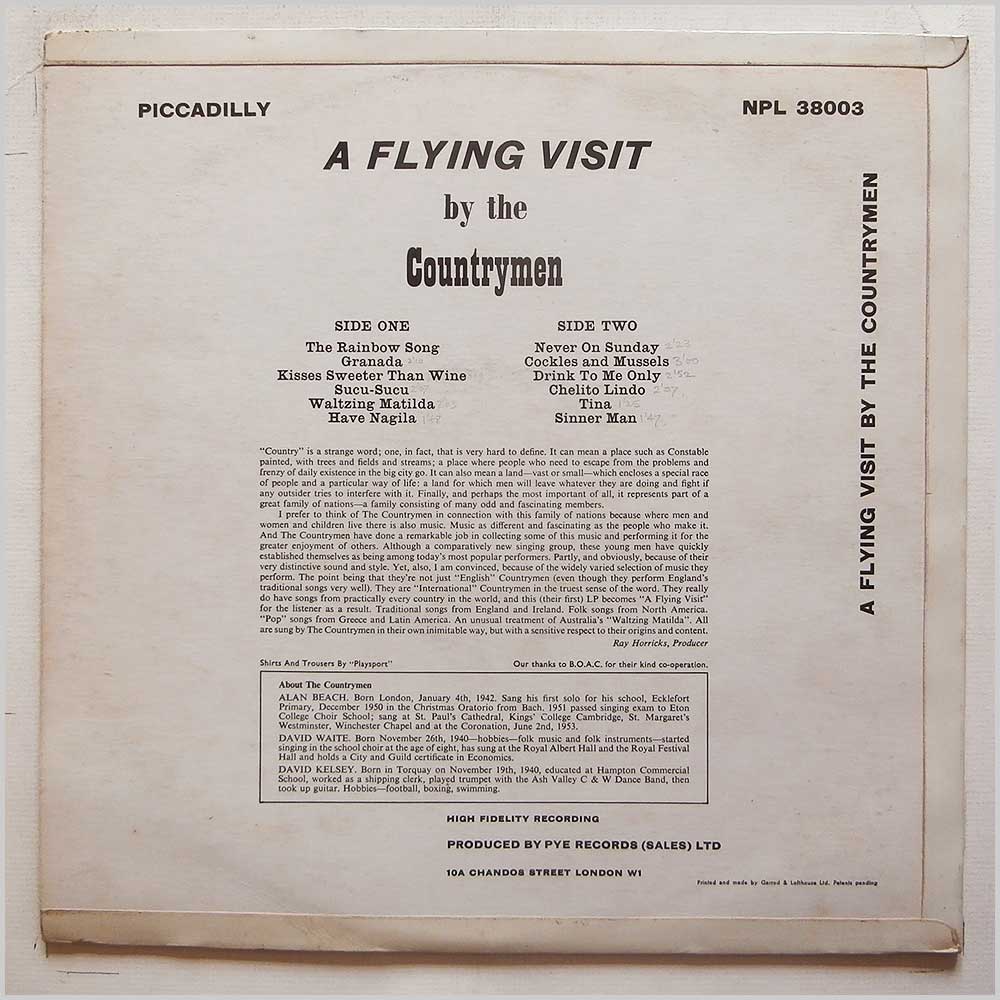 PICCADILLY
NPL 38003
A FLYING VISIT
by the
Countrymen
SIDE ONE
The Rainbow Song
Granada
Kisses Sweeter Than Wine
Sucu-Sucu
Waltzing Matilda
Have Nagila
SIDE TWO
Never On Sunday 2'23
Cockles and Mussels 3'00
Drink To Me Only 2'52
Chelito Lindo 2'07
Tina 1'25
Sinner Man 1'47
"Country" is a strange word; one, in fact, that is very hard to define. It can mean a place such as Constable
painted, with trees and fields and streams; a place where people who need to escape from the problems and
frenzy of daily existence in the big city go. It can also mean a land—vast or small—which encloses a special race
of people and a particular way of life: a land for which men will leave whatever they are doing and fight if
any outsider tries to interfere with it. Finally, and perhaps the most important of all, it represents part of a
great family of nations—a family consisting of many odd and fascinating members.
I prefer to think of The Countrymen in connection with this family of nations because where men and
women and children live there is also music. Music as different and fascinating as the people who make it.
And The Countrymen have done a remarkable job in collecting some of this music and performing it for the
greater enjoyment of others. Although a comparatively new singing group, these young men have quickly
established themselves as being among today's most popular performers. Partly, and obviously, because of their
very distinctive sound and style. Yet, also, I am convinced, because of the widely varied selection of music they
perform. The point being that they're not just "English" Countrymen (even though they perform England's
traditional songs very well). They are "International" Countrymen in the truest sense of the word. They really
do have songs from practically every country in the world, and this (their first) LP becomes "A Flying Visit"
for the listener as a result. Traditional songs from England and Ireland. Folk songs from North America.
"Pop" songs from Greece and Latin America. An unusual treatment of Australia's "Waltzing Matilda". All
are sung by The Countrymen in their own inimitable way, but with a sensitive respect to their origins and content.
Ray Horricks, Producer
Shirts And Trousers By "Playsport"
Our thanks to B.O.A.C. for their kind co-operation.
About The Countrymen
ALAN BEACH. Born London, January 4th, 1942. Sang his first solo for his school, Ecklefort
Primary, December 1950 in the Christmas Oratorio from Bach. 1951 passed singing exam to Eton
College Choir School; sang at St. Paul's Cathedral, Kings' College Cambridge, St. Margaret's
Westminster, Winchester Chapel and at the Coronation, June 2nd, 1953.
DAVID WAITE. Born November 26th, 1940—hobbies—folk music and folk instruments—started
singing in the school choir at the age of eight, has sung at the Royal Albert Hall and the Royal Festival
Hall and holds a City and Guild certificate in Economics.
DAVID KELSEY. Born in Torquay on November 19th, 1940, educated at Hampton Commercial
School, worked as a shipping clerk, played trumpet with the Ash Valley C & W Dance Band, then
took up guitar. Hobbies—football, boxing, swimming.
HIGH FIDELITY RECORDING
PRODUCED BY PYE RECORDS (SALES) LTD
10A CHANDOS STREET LONDON W1
Printed and made by Garrod & Lofthouse Ltd. Patents pending
A FLYING VISIT BY THE COUNTRYMEN